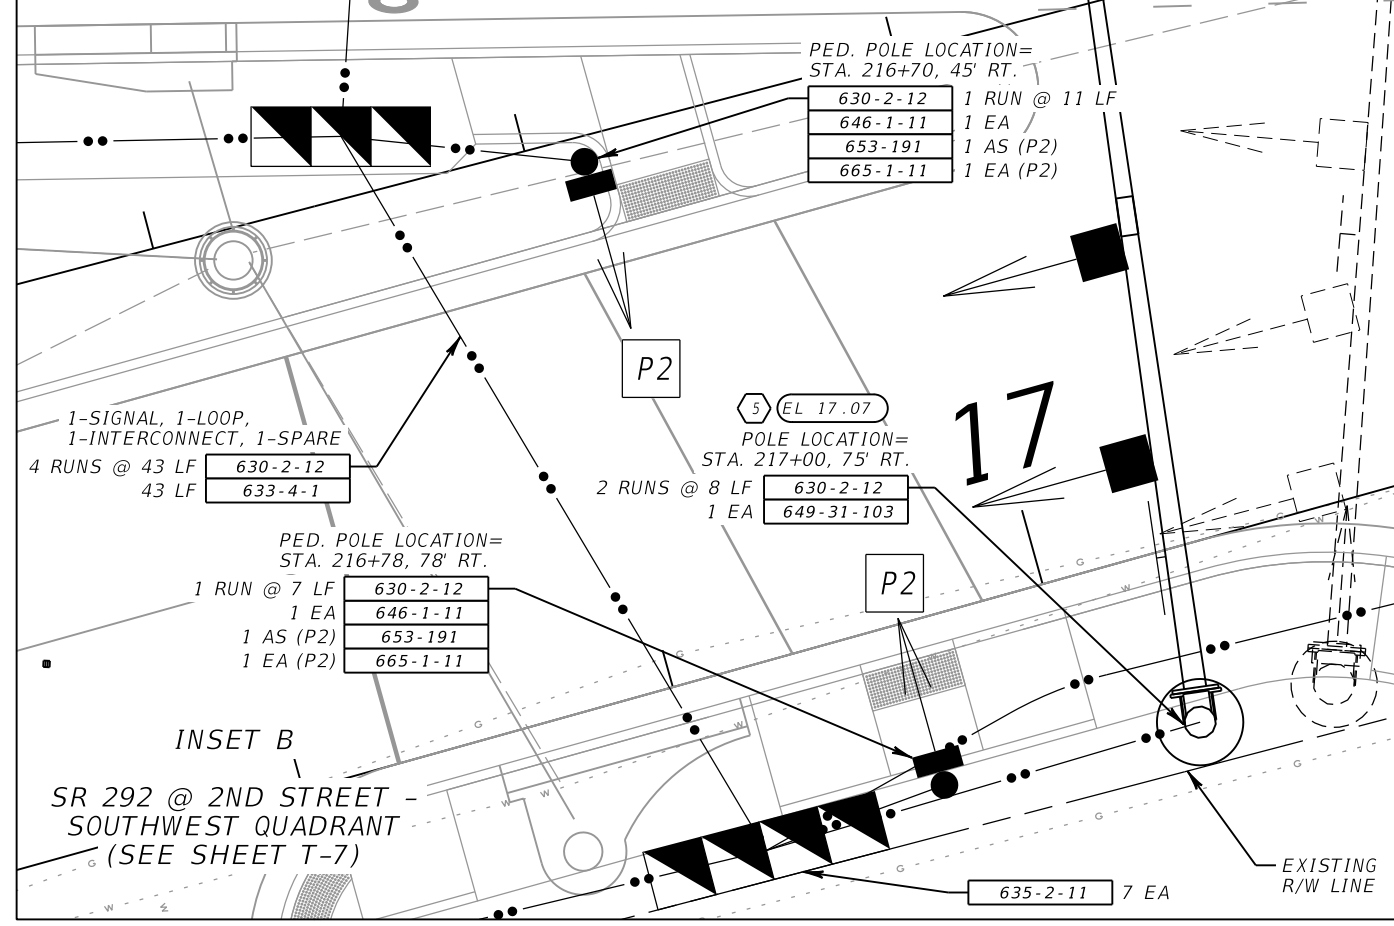 PED. POLE LOCATION=
STA. 216+70, 45' RT.
630-2-12 1 RUN @ 11 LF
646-1-11 1 EA
653-191 1 AS (P2)
665-1-11 1 EA (P2)
P2
1-SIGNAL, 1-LOOP,
1-INTERCONNECT, 1-SPARE
4 RUNS @ 43 LF 630-2-12
43 LF 633-4-1
5 EL 17.07
POLE LOCATION=
STA. 217+00, 75' RT.
2 RUNS @ 8 LF 630-2-12
1 EA 649-31-103
17
PED. POLE LOCATION=
STA. 216+78, 78' RT.
1 RUN @ 7 LF 630-2-12
1 EA 646-1-11
1 AS (P2) 653-191
1 EA (P2) 665-1-11
P2
G
W
G
W
G
G
W
W
W
G
G
G
G
W
W
INSET B
SR 292 @ 2ND STREET -
SOUTHWEST QUADRANT
(SEE SHEET T-7)
635-2-11 7 EA
EXISTING
R/W LINE